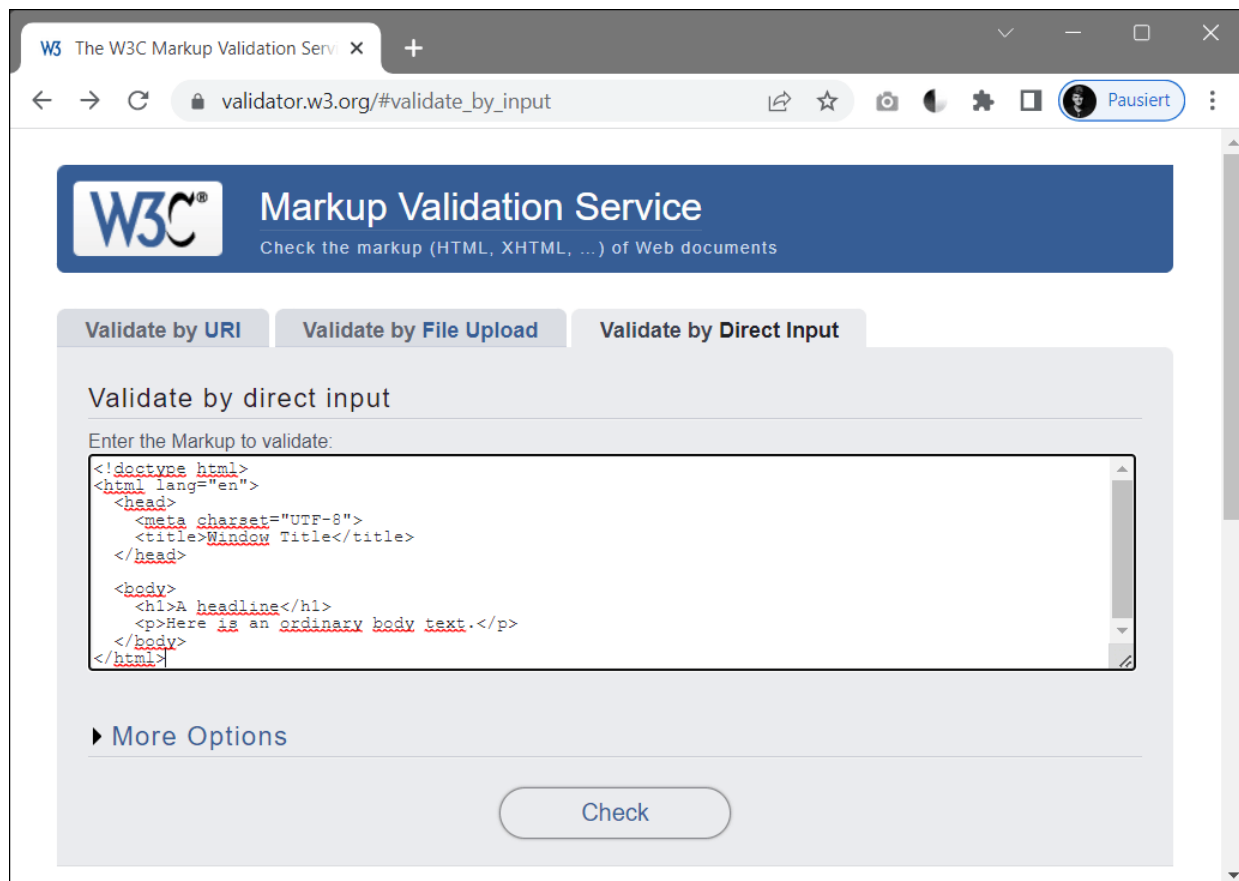 W3 The W3C Markup Validation Servi
validator.w3.org/#validate_by_input
Pausiert
W3C®
Markup Validation Service
Check the markup (HTML, XHTML, …) of Web documents
Validate by URI
Validate by File Upload
Validate by Direct Input
Validate by direct input
Enter the Markup to validate:
<!doctype html>
<html lang="en">
  <head>
    <meta charset="UTF-8">
    <title>Window Title</title>
  </head>
  <body>
    <h1>A headline</h1>
    <p>Here is an ordinary body text.</p>
  </body>
</html>
More Options
Check